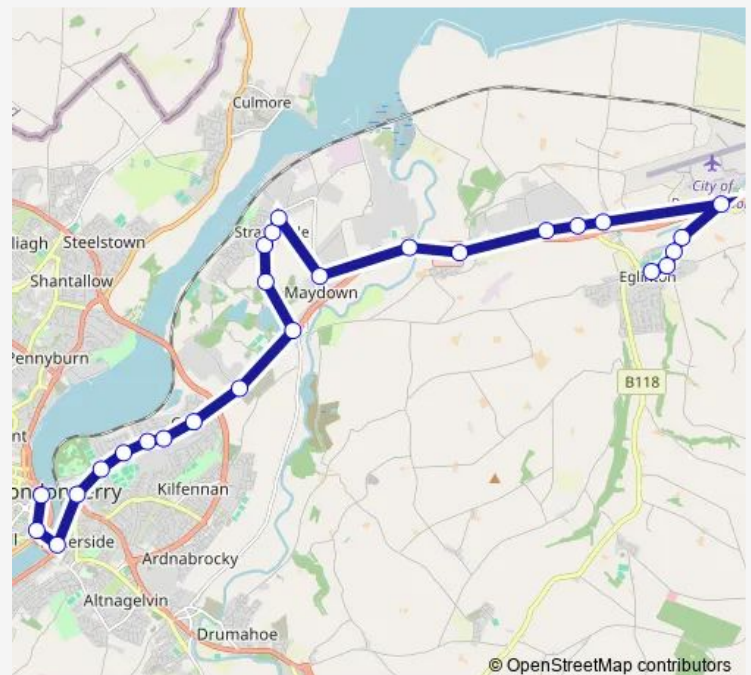 Culmore
City of
Steelstown
Shantallow
Maydown
Eglinton
Pennyburn
B118
Kilfennan
Ardnabrocky
Altnagelvin
Drumahoe
© OpenStreetMap contributors